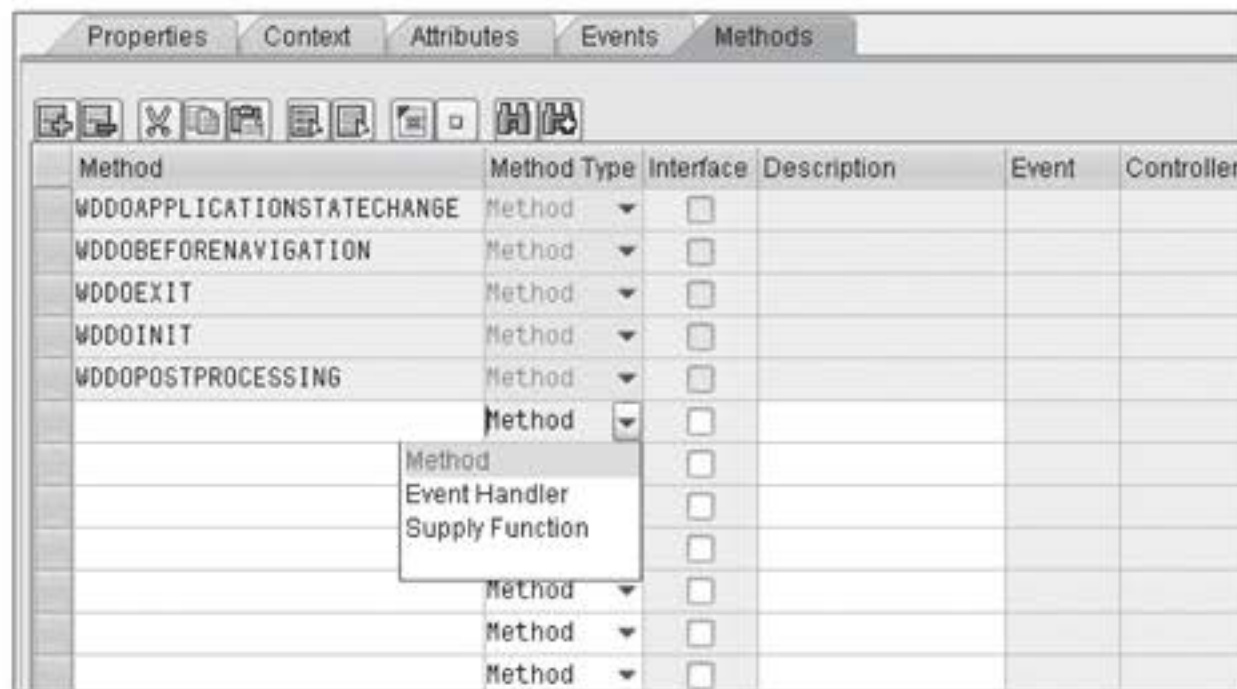 Properties Context Attributes Events Methods
Method Method Type Interface Description Event Controller
WDDOAPPLICATIONSTATECHANGE Method
WDDOBEFORENAVIGATION Method
WDDOEXIT Method
WDDOINIT Method
WDDOPOSTPROCESSING Method
Method
Method
Event Handler
Supply Function
Method
Method
Method